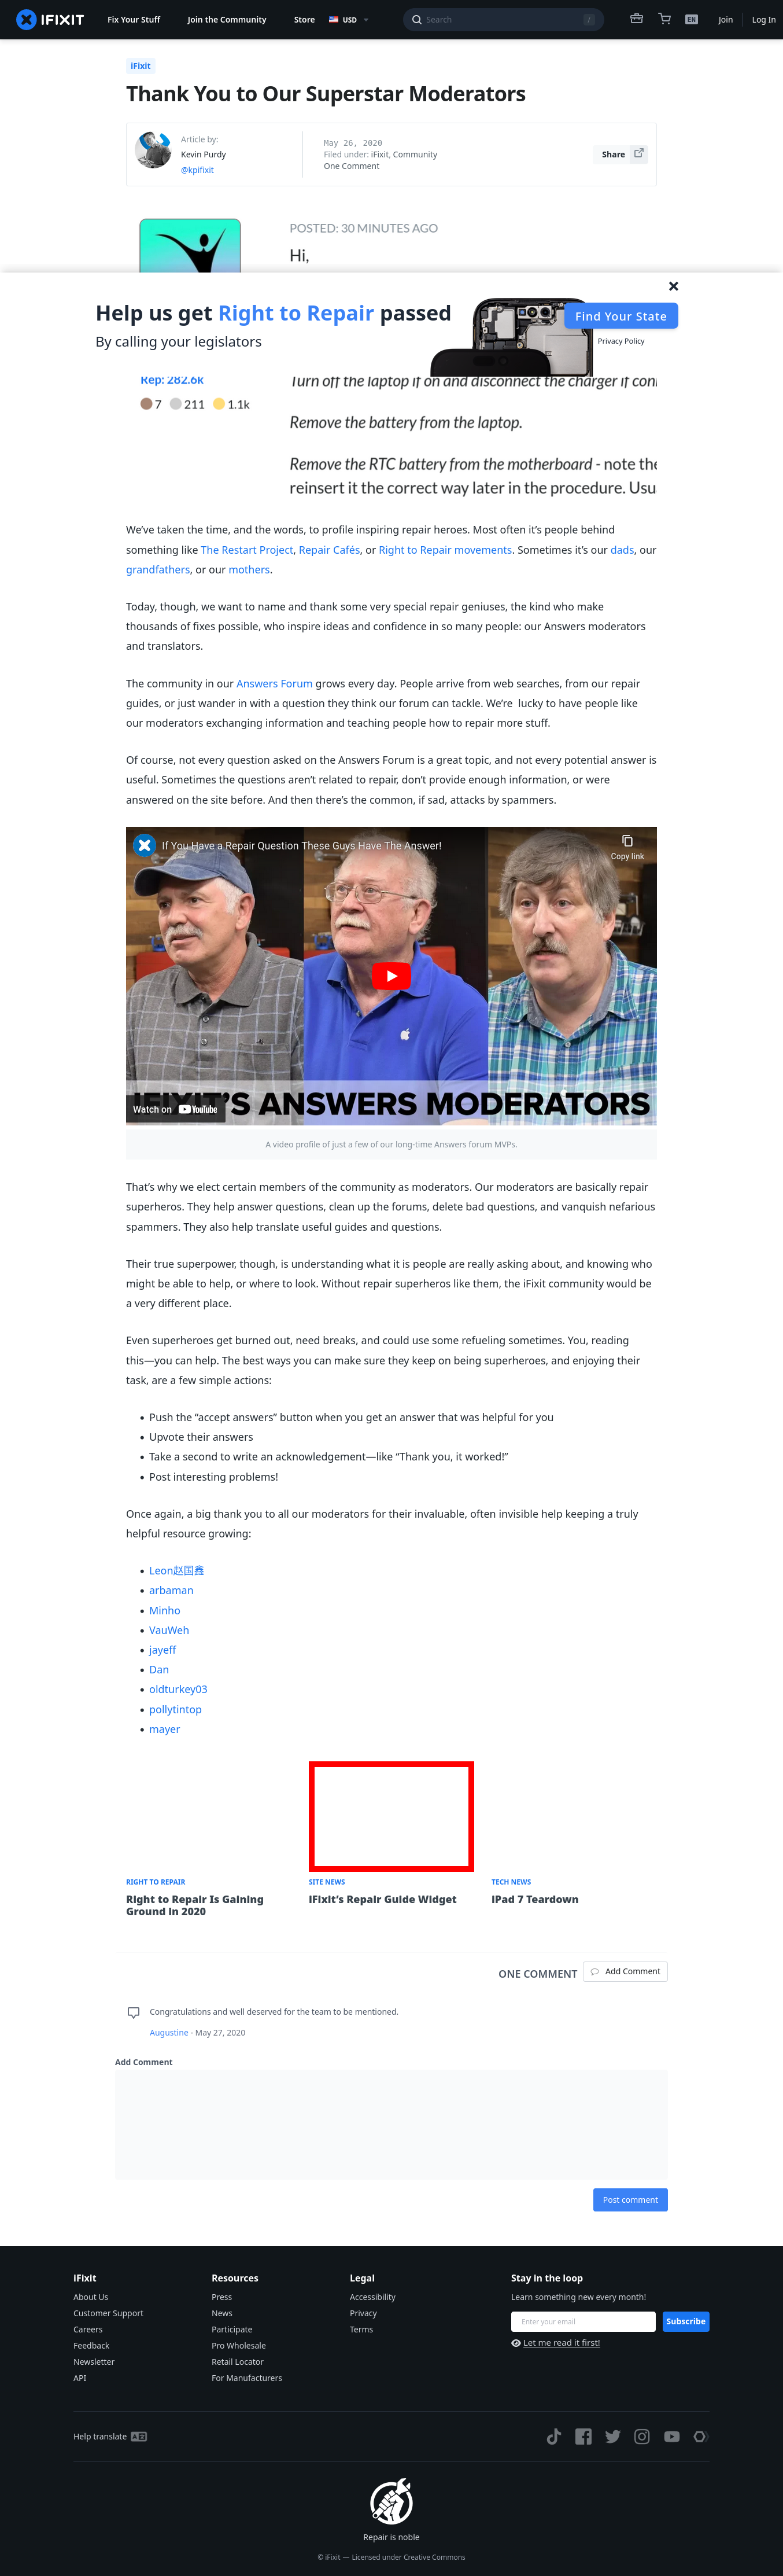 IFIXIT
Fix Your Stuff
Join the Community
Store
USD
Search
/
EN
Join
Log In
iFixit
Thank You to Our Superstar Moderators
Article by:
Kevin Purdy
@kpifixit
May 26, 2020
Filed under: iFixit, Community
One Comment
Share
POSTED: 30 MINUTES AGO
Hi,
Help us get Right to Repair passed
By calling your legislators
Find Your State
Privacy Policy
Rep: 282.6k
7 211 1.1k
Turn off the laptop if on and disconnect the charger if
Remove the battery from the laptop.
Remove the RTC battery from the motherboard - note the
reinsert it the correct way later in the procedure. Usu
We’ve taken the time, and the words, to profile inspiring repair heroes. Most often it’s people behind
something like The Restart Project, Repair Cafés, or Right to Repair movements. Sometimes it’s our dads, our
grandfathers, or our mothers.
Today, though, we want to name and thank some very special repair geniuses, the kind who make
thousands of fixes possible, who inspire ideas and confidence in so many people: our Answers moderators
and translators.
The community in our Answers Forum grows every day. People arrive from web searches, from our repair
guides, or just wander in with a question they think our forum can tackle. We’re  lucky to have people like
our moderators exchanging information and teaching people how to repair more stuff.
Of course, not every question asked on the Answers Forum is a great topic, and not every potential answer is
useful. Sometimes the questions aren’t related to repair, don’t provide enough information, or were
answered on the site before. And then there’s the common, if sad, attacks by spammers.
If You Have a Repair Question These Guys Have The Answer!
Copy link
IFIXIT’S ANSWERS MODERATORS
Watch on YouTube
A video profile of just a few of our long-time Answers forum MVPs.
That’s why we elect certain members of the community as moderators. Our moderators are basically repair
superheros. They help answer questions, clean up the forums, delete bad questions, and vanquish nefarious
spammers. They also help translate useful guides and questions.
Their true superpower, though, is understanding what it is people are really asking about, and knowing who
might be able to help, or where to look. Without repair superheros like them, the iFixit community would be
a very different place.
Even superheroes get burned out, need breaks, and could use some refueling sometimes. You, reading
this—you can help. The best ways you can make sure they keep on being superheroes, and enjoying their
task, are a few simple actions:
• Push the “accept answers” button when you get an answer that was helpful for you
• Upvote their answers
• Take a second to write an acknowledgement—like “Thank you, it worked!”
• Post interesting problems!
Once again, a big thank you to all our moderators for their invaluable, often invisible help keeping a truly
helpful resource growing:
• Leon赵国鑫
• arbaman
• Minho
• VauWeh
• jayeff
• Dan
• oldturkey03
• pollytintop
• mayer
RIGHT TO REPAIR
Right to Repair Is Gaining
Ground in 2020
SITE NEWS
iFixit’s Repair Guide Widget
TECH NEWS
iPad 7 Teardown
ONE COMMENT
Add Comment
Congratulations and well deserved for the team to be mentioned.
Augustine - May 27, 2020
Add Comment
Post comment
iFixit
About Us
Customer Support
Careers
Feedback
Newsletter
API
Resources
Press
News
Participate
Pro Wholesale
Retail Locator
For Manufacturers
Legal
Accessibility
Privacy
Terms
Stay in the loop
Learn something new every month!
Enter your email
Subscribe
Let me read it first!
Help translate
Repair is noble
© iFixit — Licensed under Creative Commons